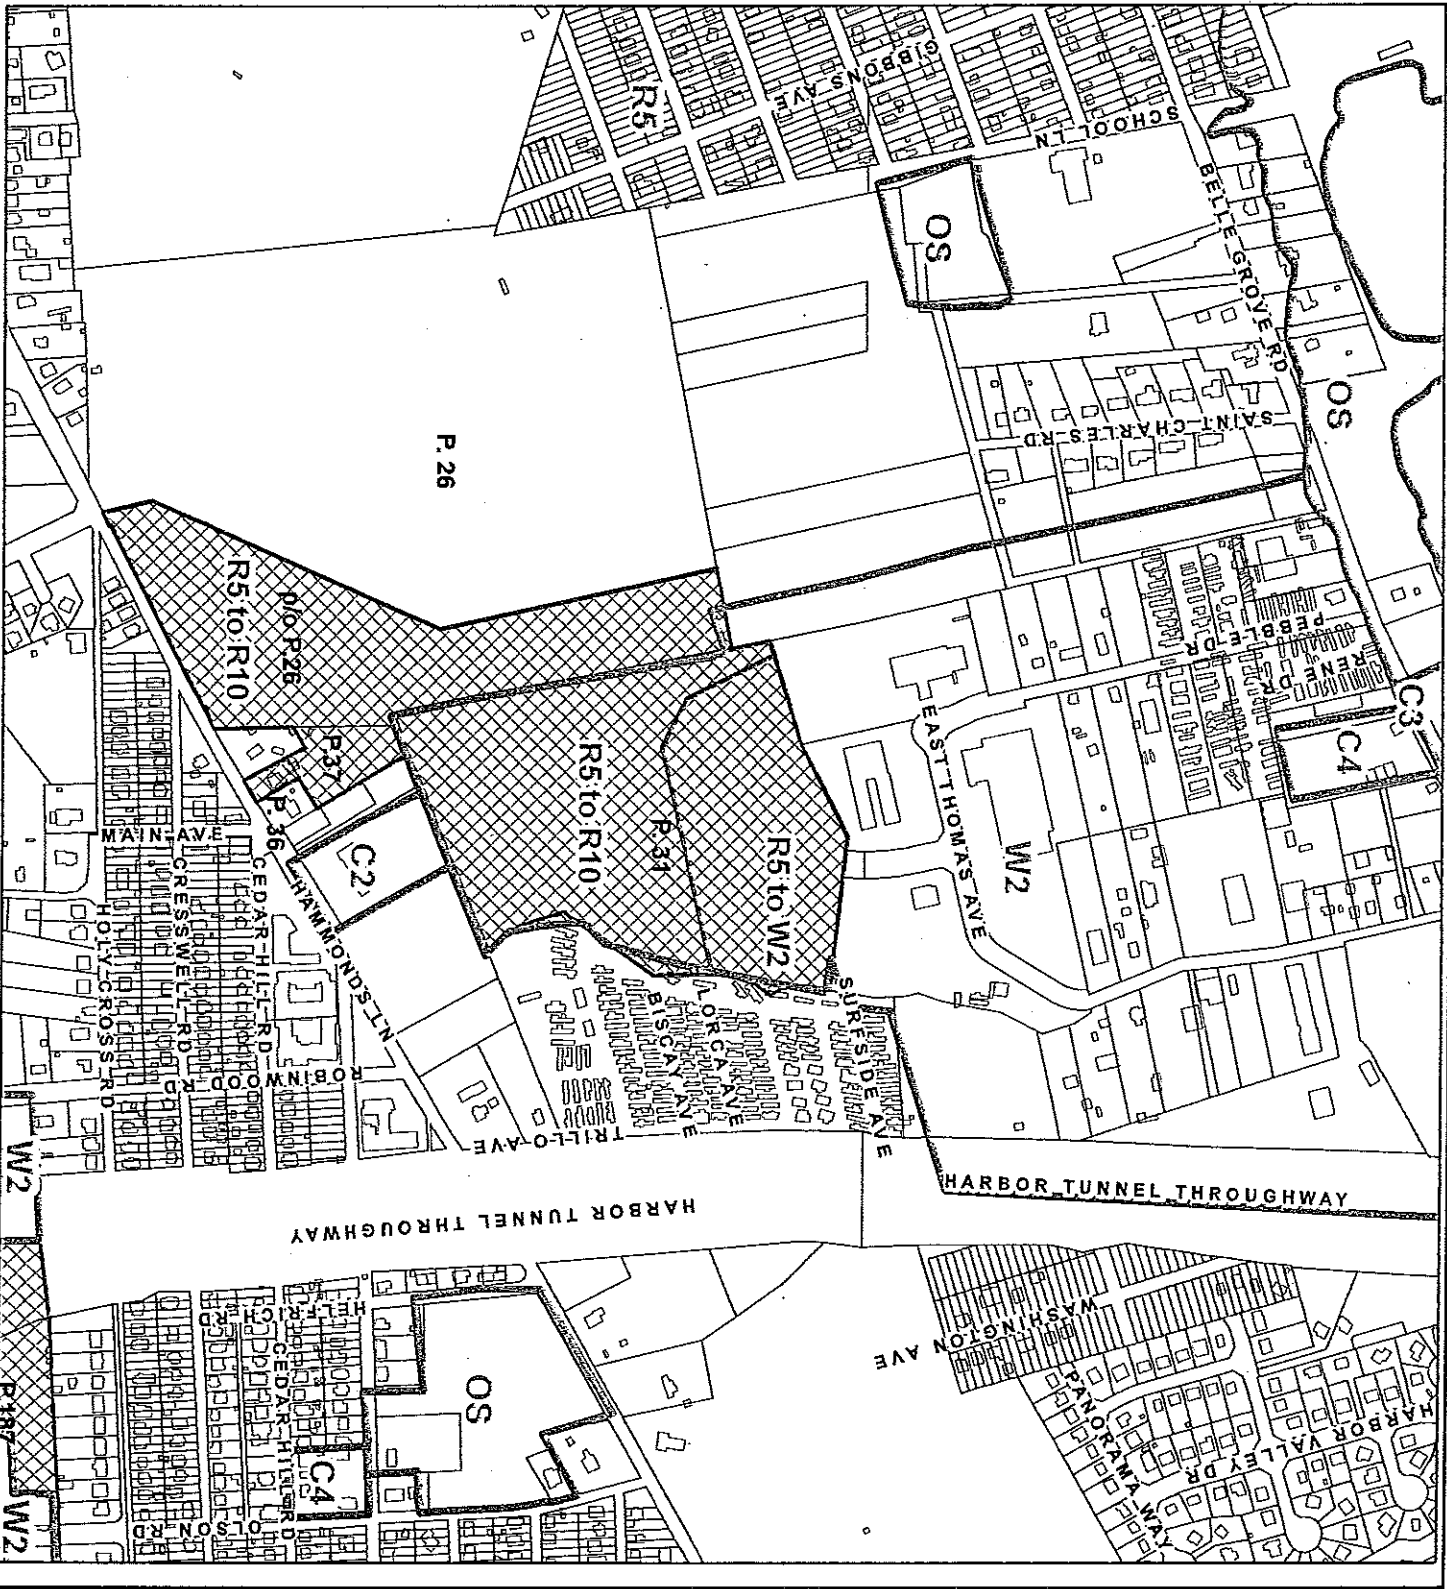 R5
GIBBONS AVE
SCHOOL LN
BELLE GROVE RD
OS
OS
SAINT CHARLES RD
P. 26
PEBBLE DR
RENE DR
C3
C4
R5 to R10
p/o P.26
EAST THOMAS AVE
W2
P.37
P. 36
R5 to R10
P.31
R5 to W2
C2
MAIN AVE
CRESSWELL RD
CEDAR HILL RD
HOLY CROSS RD
HAMMONDS LN
ROBINWOOD RD
BISCAY AVE
LORCA AVE
SURFSIDE AVE
TRILLO AVE
HARBOR TUNNEL THROUGHWAY
HARBOR TUNNEL THROUGHWAY
W2
WASHINGTON AVE
HELFRICH RD
CEDAR HILL RD
OS
C4
OLSON RD
PANORAMA WAY
HARBOR VALLEY DR
P.187
W2